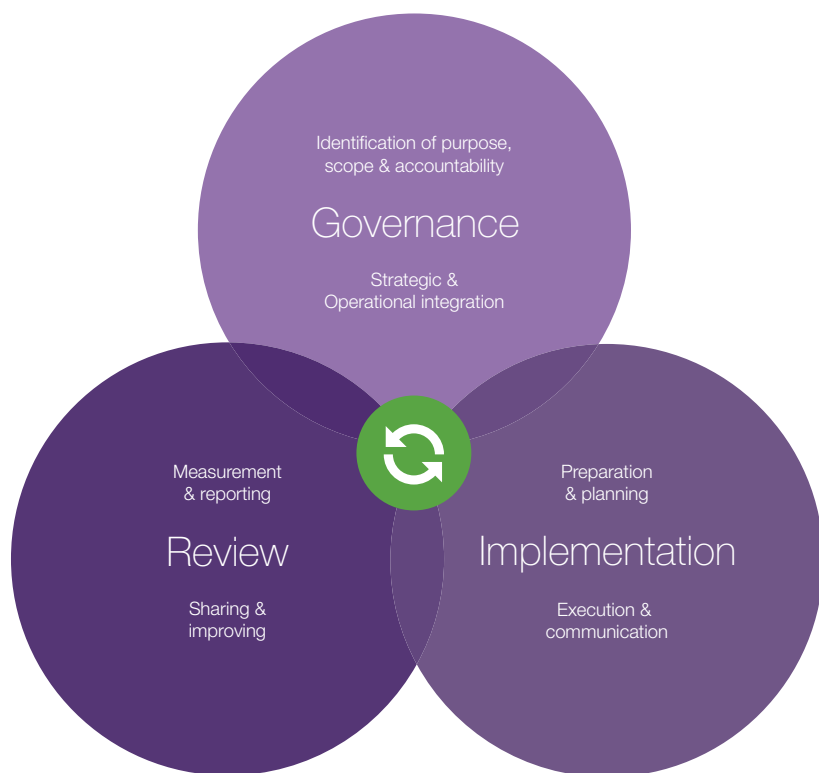 Identification of purpose,
scope & accountability
Governance
Strategic &
Operational integration
Measurement
& reporting
Review
Sharing &
improving
Preparation
& planning
Implementation
Execution &
communication